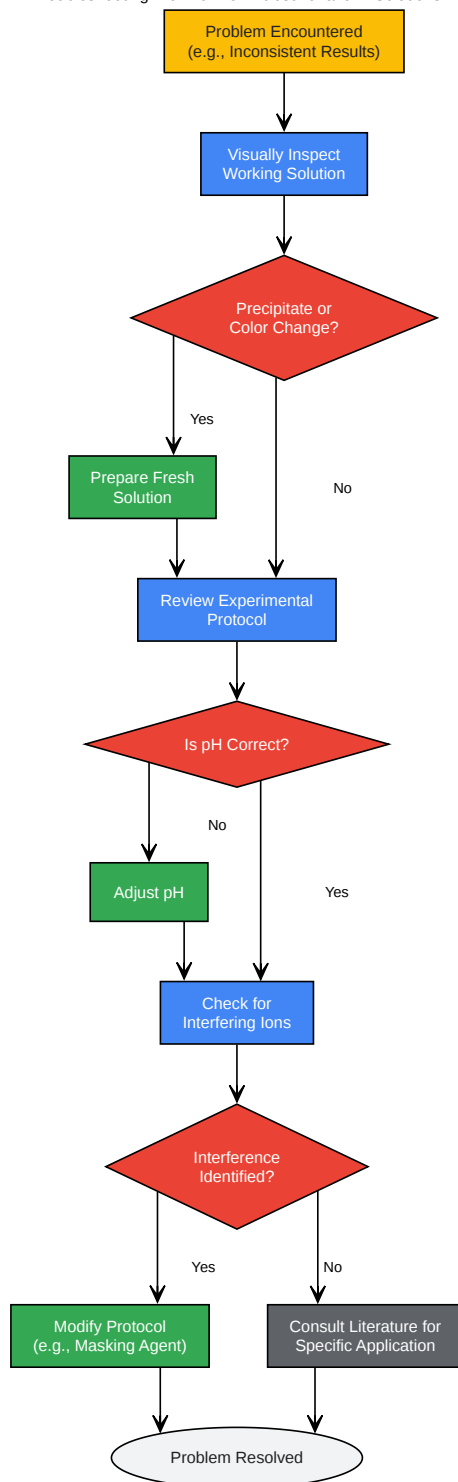 Problem Encountered
(e.g., Inconsistent Results)
Visually Inspect
Working Solution
Precipitate or
Color Change?
Yes
Prepare Fresh
Solution
No
Review Experimental
Protocol
Is pH Correct?
No
Adjust pH
Yes
Check for
Interfering Ions
Interference
Identified?
Yes
No
Modify Protocol
(e.g., Masking Agent)
Consult Literature for
Specific Application
Problem Resolved